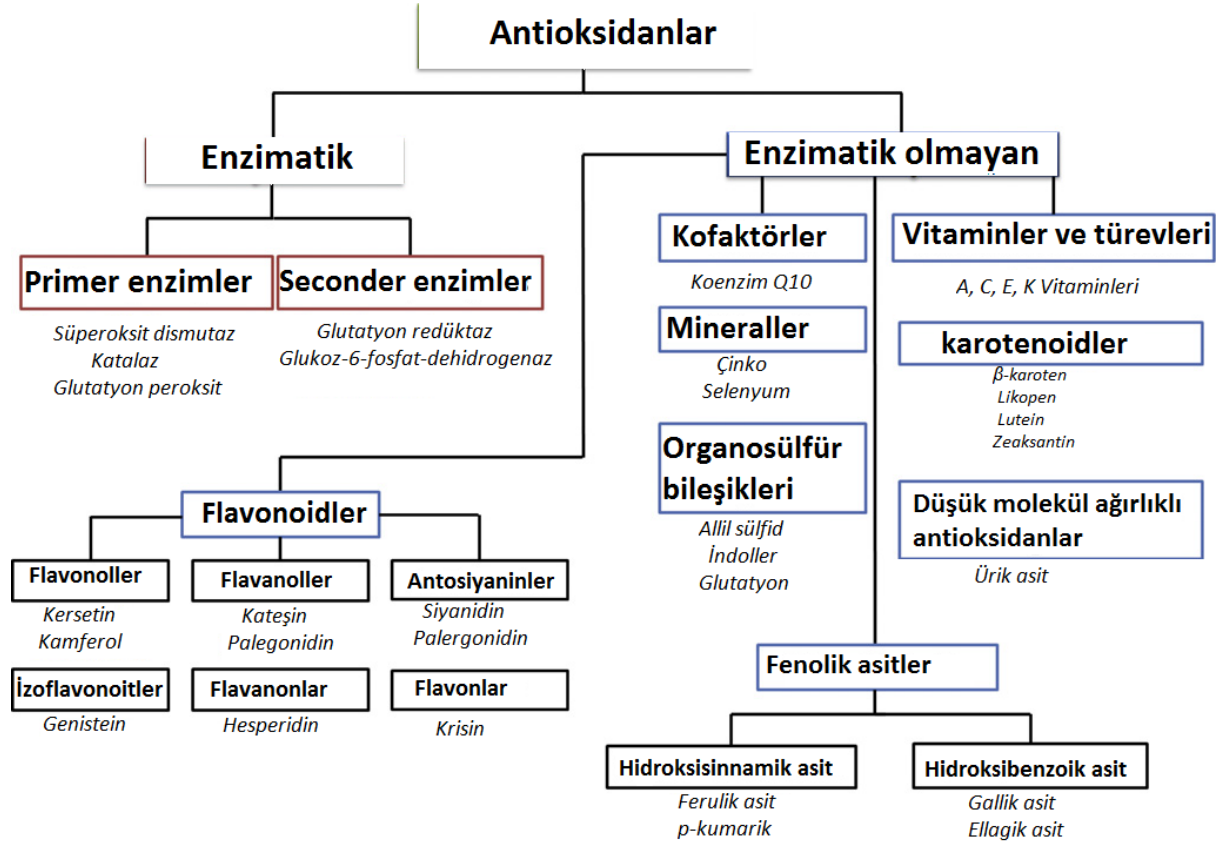 Antioksidanlar
Enzimatik
Enzimatik olmayan
Primer enzimler
Süperoksit dismutaz
Katalaz
Glutatyon peroksit
Seconder enzimler
Glutatyon redüktaz
Glukoz-6-fosfat-dehidrogenaz
Kofaktörler
Koenzim Q10
Vitaminler ve türevleri
A, C, E, K Vitaminleri
Mineraller
Çinko
Selenyum
karotenoidler
β-karoten
Likopen
Lutein
Zeaksantin
Organosülfür
bileşikleri
Allil sülfid
İndoller
Glutatyon
Düşük molekül ağırlıklı
antioksidanlar
Ürik asit
Flavonoidler
Flavonoller
Kersetin
Kamferol
Flavanoller
Kateşin
Palegonidin
Antosiyaninler
Siyanidin
Palergonidin
İzoflavonoitler
Genistein
Flavanonlar
Hesperidin
Flavonlar
Krisin
Fenolik asitler
Hidroksisinnamik asit
Ferulik asit
p-kumarik
Hidroksibenzoik asit
Gallik asit
Ellagik asit